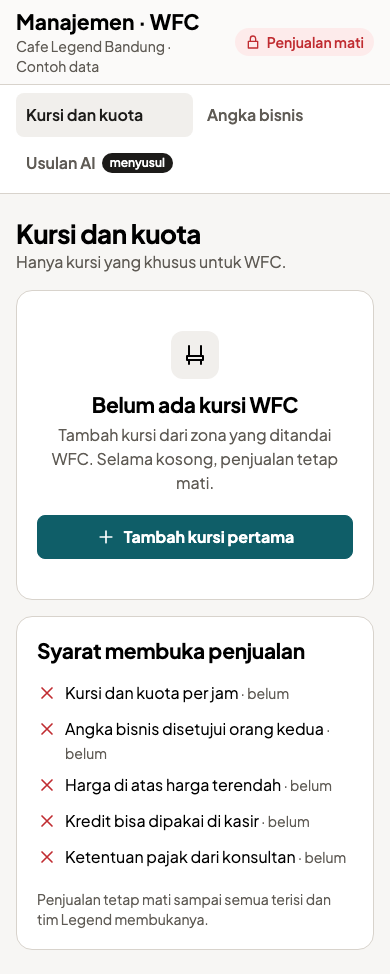 Manajemen · WFC
Cafe Legend Bandung ·
Contoh data
Penjualan mati
Kursi dan kuota
Angka bisnis
Usulan AI menyusul
Kursi dan kuota
Hanya kursi yang khusus untuk WFC.
Belum ada kursi WFC
Tambah kursi dari zona yang ditandai
WFC. Selama kosong, penjualan tetap
mati.
Tambah kursi pertama
Syarat membuka penjualan
Kursi dan kuota per jam · belum
Angka bisnis disetujui orang kedua ·
belum
Harga di atas harga terendah · belum
Kredit bisa dipakai di kasir · belum
Ketentuan pajak dari konsultan · belum
Penjualan tetap mati sampai semua terisi dan
tim Legend membukanya.